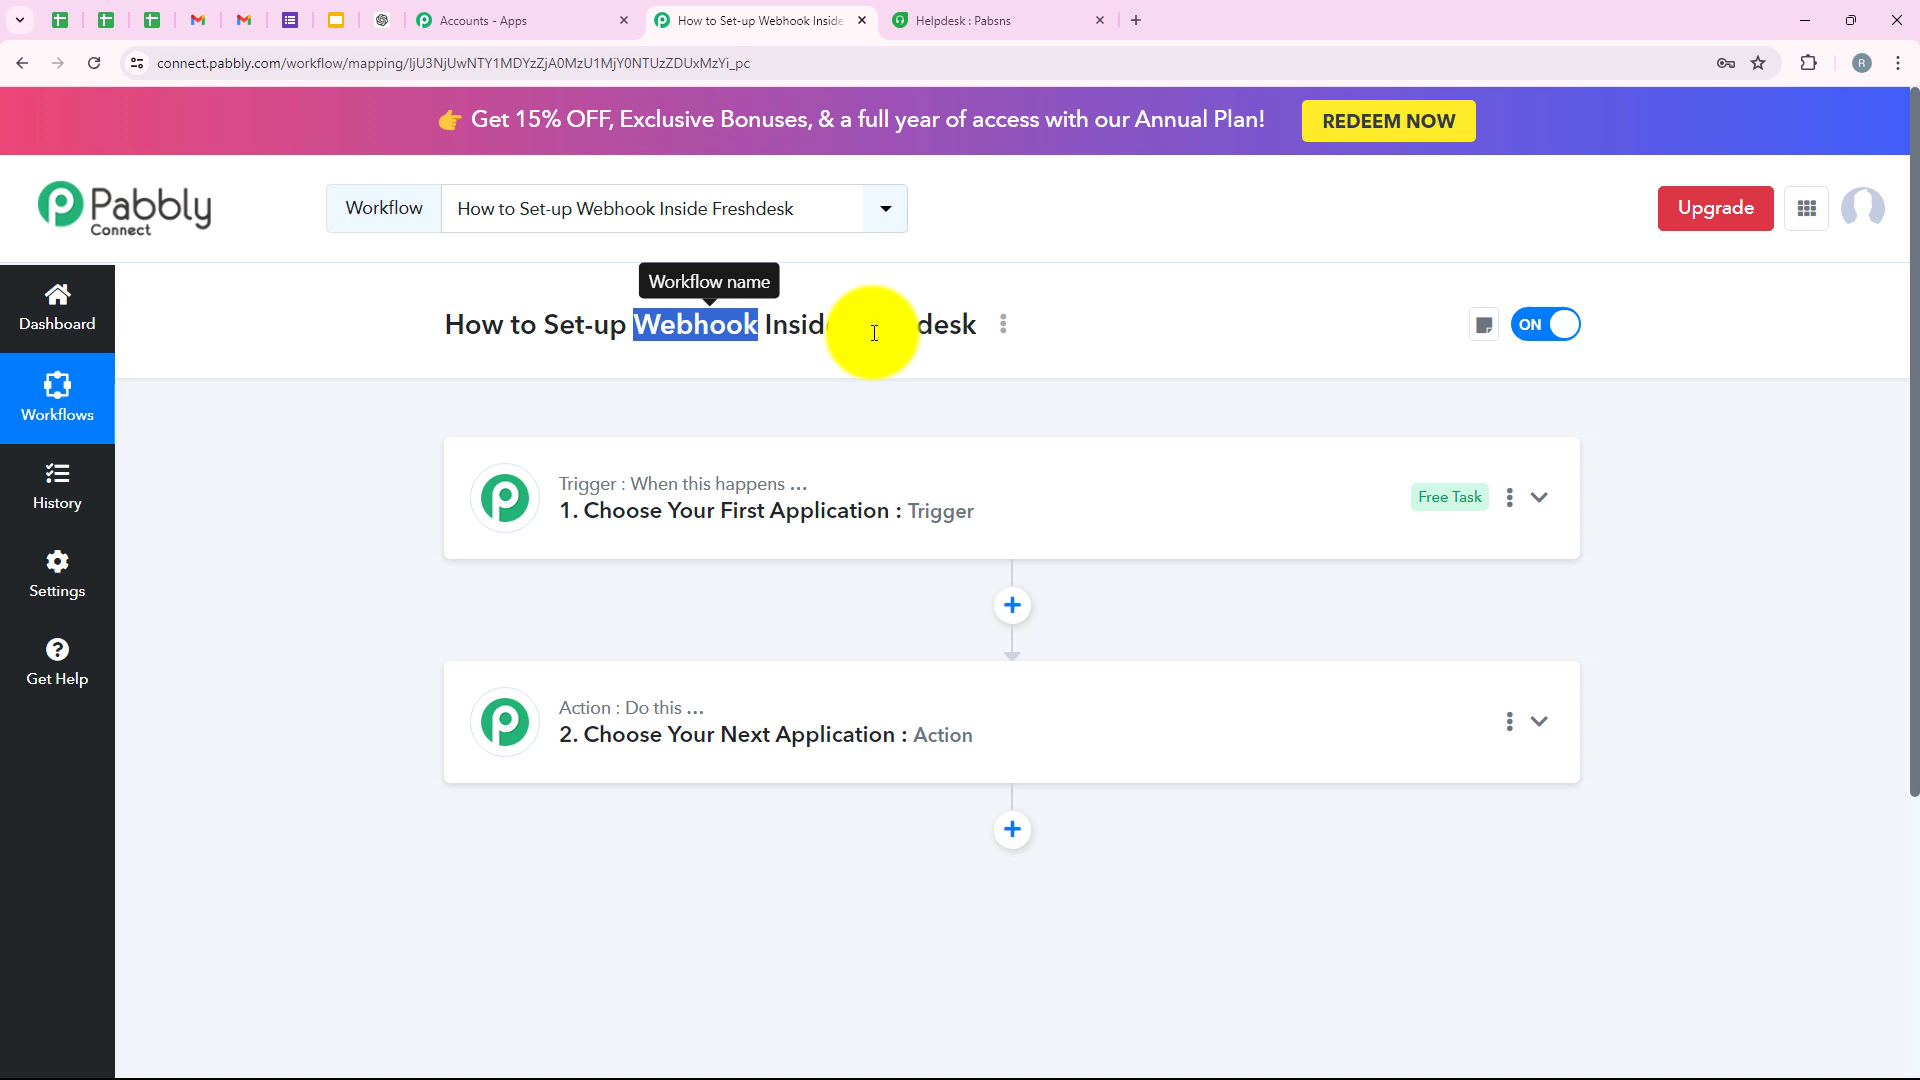 Accounts - Apps
How to Set-up Webhook Inside
Helpdesk : Pabsns
connect.pabbly.com/workflow/mapping/IjU3NjUwNTY1MDYzZjA0MzU1MjY0NTUzZDUxMzYi_pc
R
Get 15% OFF, Exclusive Bonuses, & a full year of access with our Annual Plan!
REDEEM NOW
Pabbly
Connect
Workflow
How to Set-up Webhook Inside Freshdesk
Upgrade
Workflow name
How to Set-up Webhook Insid desk
ON
Dashboard
Workflows
History
Settings
Get Help
Trigger : When this happens ...
1. Choose Your First Application : Trigger
Free Task
Action : Do this ...
2. Choose Your Next Application : Action